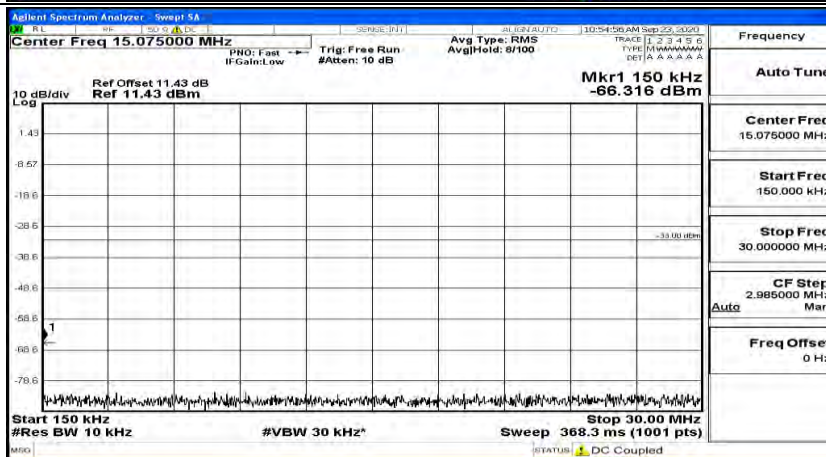 Agilent Spectrum Analyzer - Swept SA
RL RF 50 Ω DC SENSE:INT ALIGN AUTO 10:54:56 AM Sep 23, 2020
Center Freq 15.075000 MHz
PNO: Fast
IFGain:Low
Trig: Free Run
#Atten: 10 dB
Avg Type: RMS
Avg|Hold: 8/100
TRACE 1 2 3 4 5 6
TYPE M W W W W W
DET A A A A A A
Ref Offset 11.43 dB
10 dB/div Ref 11.43 dBm
Log
Mkr1 150 kHz
-66.316 dBm
1.43
-8.57
-18.6
-28.6
-33.00 dBm
-38.6
-48.6
-58.6
1
-68.6
-78.6
Start 150 kHz
Stop 30.00 MHz
#Res BW 10 kHz
#VBW 30 kHz*
Sweep 368.3 ms (1001 pts)
MSG
STATUS DC Coupled
Frequency
Auto Tune
Center Freq
15.075000 MHz
Start Freq
150.000 kHz
Stop Freq
30.000000 MHz
CF Step
2.985000 MHz
Auto Man
Freq Offset
0 Hz